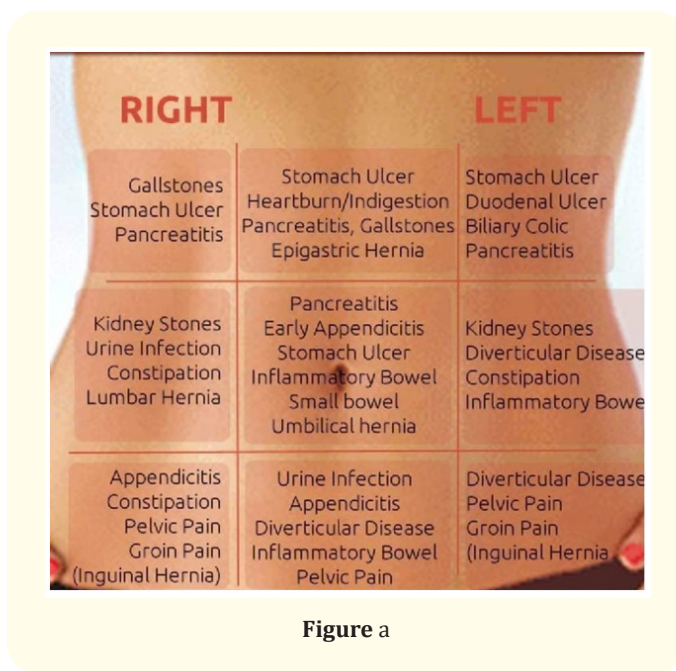 RIGHT
LEFT
Gallstones
Stomach Ulcer
Pancreatitis
Stomach Ulcer
Heartburn/Indigestion
Pancreatitis, Gallstones
Epigastric Hernia
Stomach Ulcer
Duodenal Ulcer
Biliary Colic
Pancreatitis
Kidney Stones
Urine Infection
Constipation
Lumbar Hernia
Pancreatitis
Early Appendicitis
Stomach Ulcer
Inflammatory Bowel
Small bowel
Umbilical hernia
Kidney Stones
Diverticular Disease
Constipation
Inflammatory Bowe
Appendicitis
Constipation
Pelvic Pain
Groin Pain
(Inguinal Hernia)
Urine Infection
Appendicitis
Diverticular Disease
Inflammatory Bowel
Pelvic Pain
Diverticular Disease
Pelvic Pain
Groin Pain
(Inguinal Hernia
Figure a